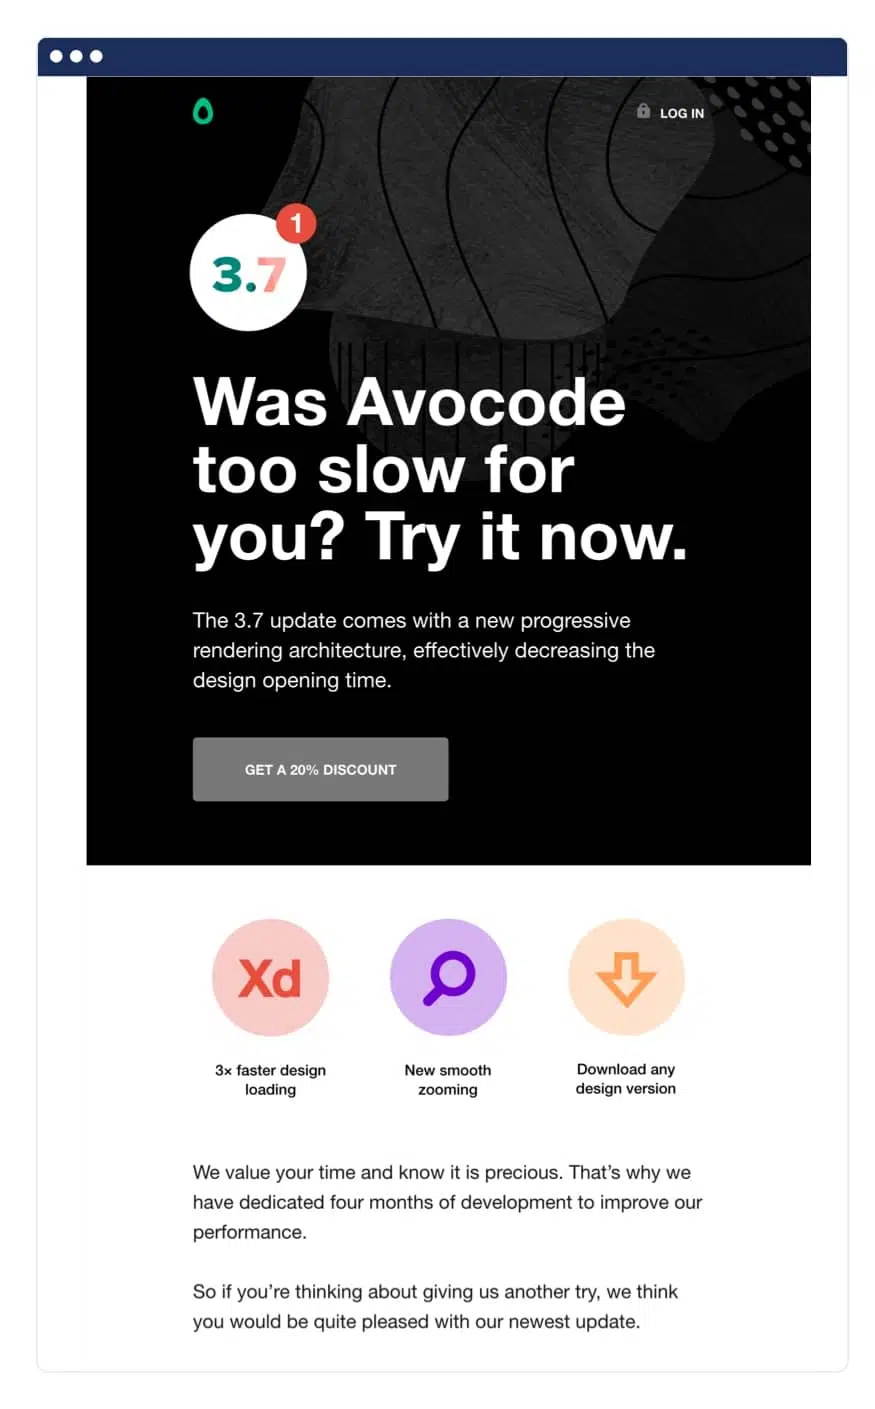 LOG IN
1
3.7
Was Avocode
too slow for
you? Try it now.
The 3.7 update comes with a new progressive
rendering architecture, effectively decreasing the
design opening time.
GET A 20% DISCOUNT
Xd
3× faster design
loading
New smooth
zooming
Download any
design version
We value your time and know it is precious. That’s why we
have dedicated four months of development to improve our
performance.
So if you’re thinking about giving us another try, we think
you would be quite pleased with our newest update.